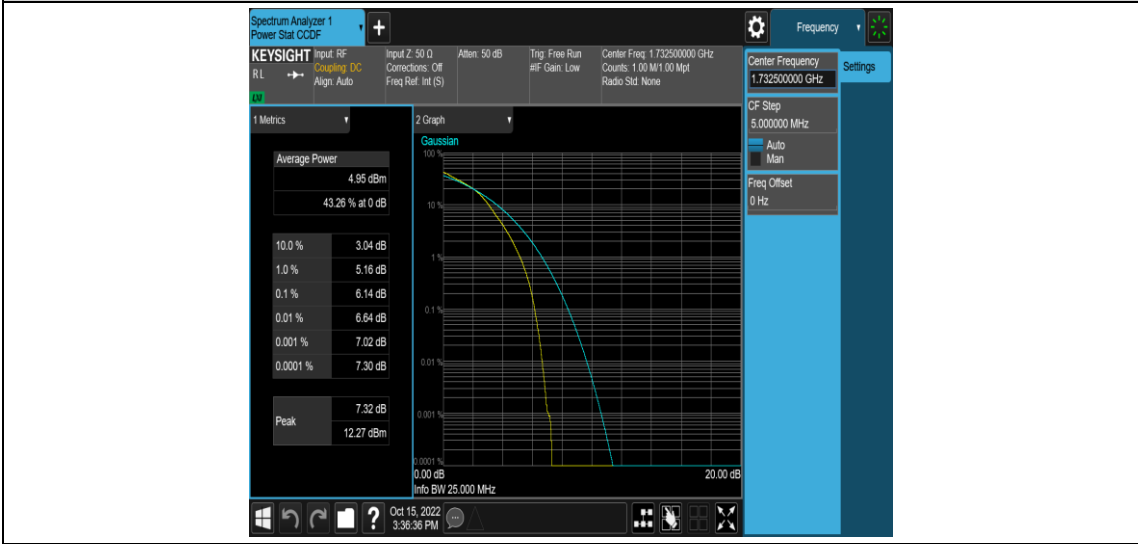 Spectrum Analyzer 1
Power Stat CCDF
+
Frequency
KEYSIGHT
RL
LXI
Input: RF
Coupling: DC
Align: Auto
Input Z: 50 Ω
Corrections: Off
Freq Ref: Int (S)
Atten: 50 dB
Trig: Free Run
#IF Gain: Low
Center Freq: 1.732500000 GHz
Counts: 1.00 M/1.00 Mpt
Radio Std: None
Center Frequency
1.732500000 GHz
Settings
CF Step
5.000000 MHz
Auto
Man
Freq Offset
0 Hz
1 Metrics
Average Power
4.95 dBm
43.26 % at 0 dB
10.0 % 3.04 dB
1.0 % 5.16 dB
0.1 % 6.14 dB
0.01 % 6.64 dB
0.001 % 7.02 dB
0.0001 % 7.30 dB
Peak
7.32 dB
12.27 dBm
2 Graph
Gaussian
100 %
10 %
1 %
0.1 %
0.01 %
0.001 %
0.0001 %
0.00 dB
20.00 dB
Info BW 25.000 MHz
?
Oct 15, 2022
3:36:36 PM